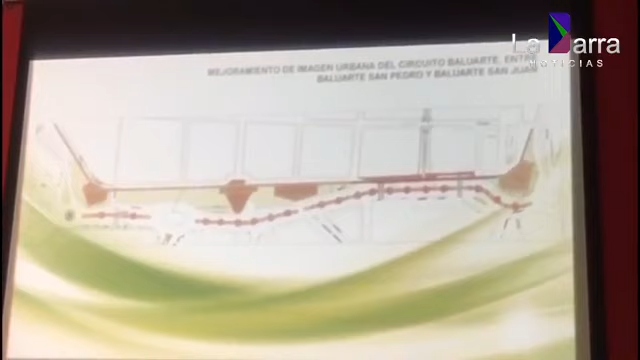 La Barra
NOTICIAS
MEJORAMIENTO DE IMAGEN URBANA DEL CIRCUITO BALUARTE, ENTRE
BALUARTE SAN PEDRO Y BALUARTE SAN JUAN